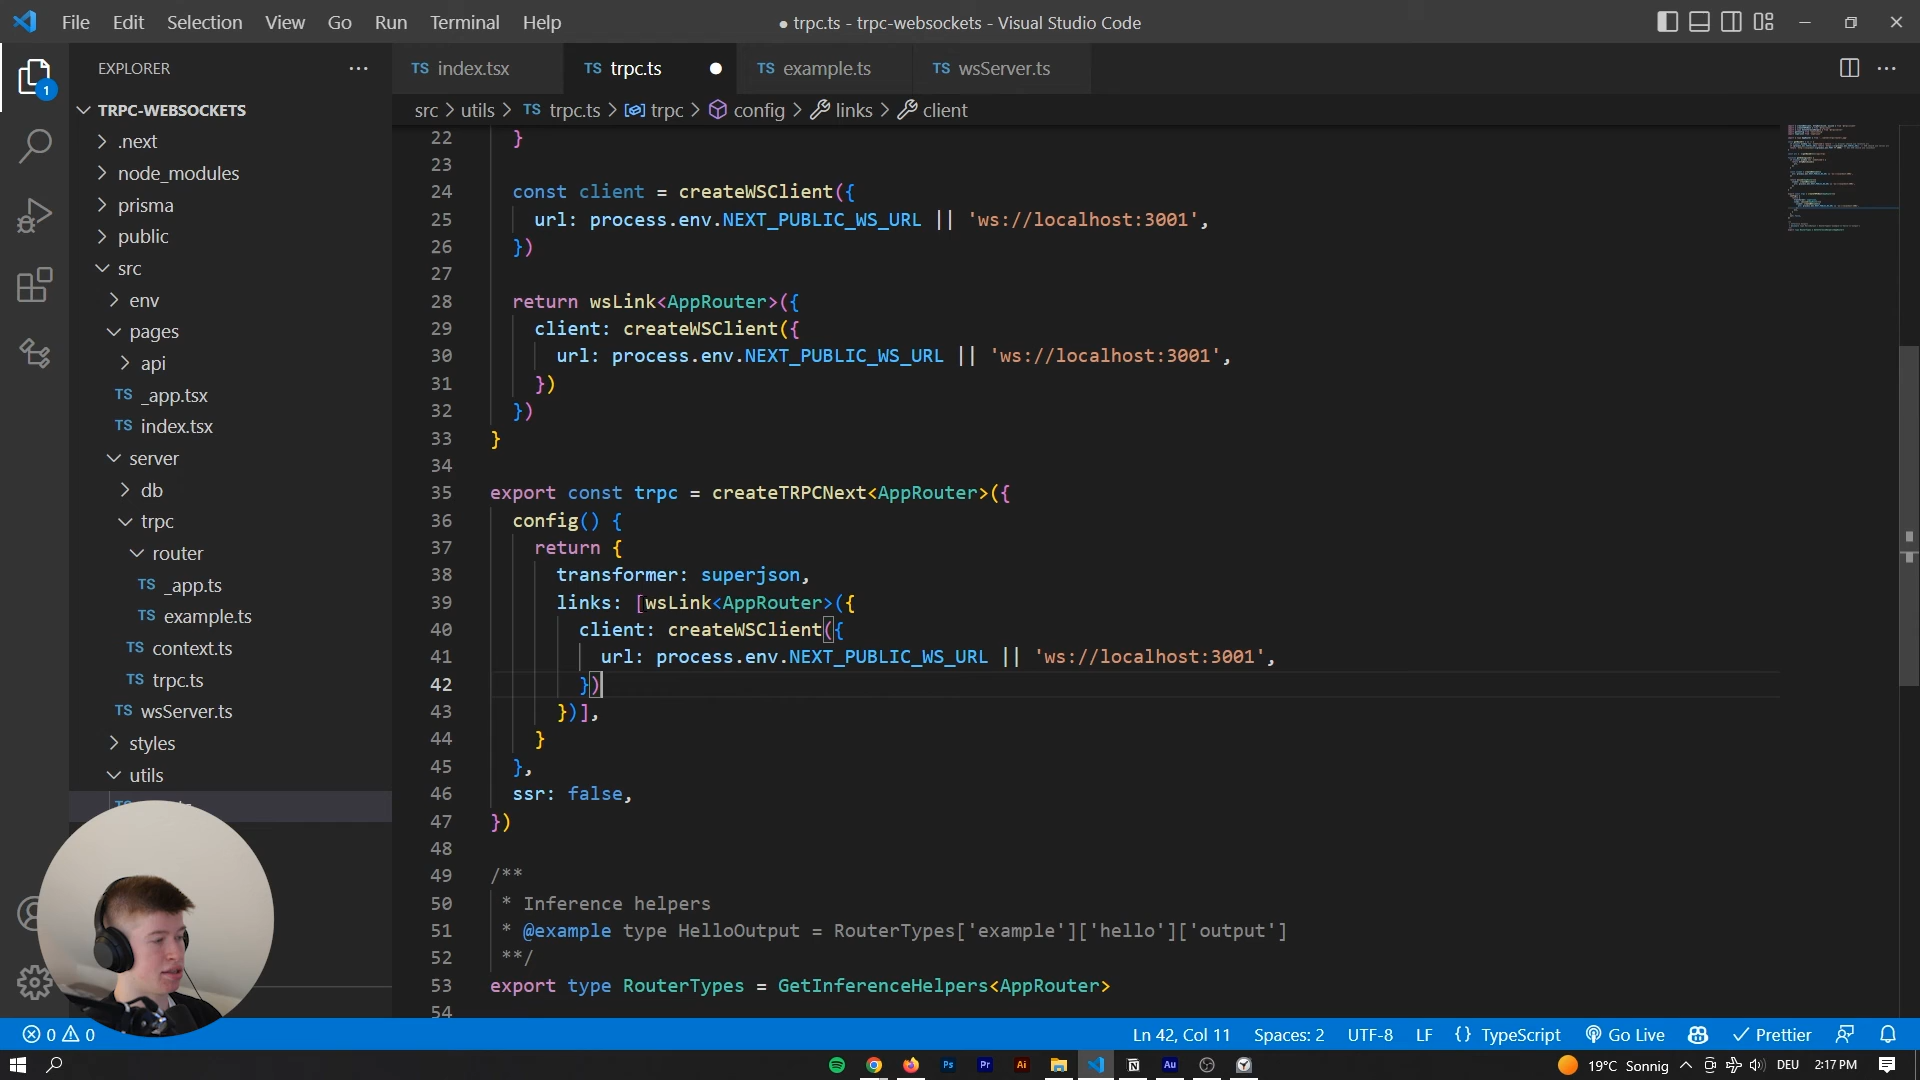 File Edit Selection View Go Run Terminal Help
● trpc.ts - trpc-websockets - Visual Studio Code
EXPLORER
1
TRPC-WEBSOCKETS
.next
node_modules
prisma
public
src
env
pages
api
TS _app.tsx
TS index.tsx
server
db
trpc
router
TS _app.ts
TS example.ts
TS context.ts
TS trpc.ts
TS wsServer.ts
styles
utils
TS index.tsx
TS trpc.ts
TS example.ts
TS wsServer.ts
src > utils > TS trpc.ts > trpc > config > links > client
22 }
23
24 const client = createWSClient({
25 url: process.env.NEXT_PUBLIC_WS_URL || 'ws://localhost:3001',
26 })
27
28 return wsLink<AppRouter>({
29 client: createWSClient({
30 url: process.env.NEXT_PUBLIC_WS_URL || 'ws://localhost:3001',
31 })
32 })
33 }
34
35 export const trpc = createTRPCNext<AppRouter>({
36 config() {
37 return {
38 transformer: superjson,
39 links: [wsLink<AppRouter>({
40 client: createWSClient({
41 url: process.env.NEXT_PUBLIC_WS_URL || 'ws://localhost:3001',
42 })
43 })],
44 }
45 },
46 ssr: false,
47 })
48
49 /**
50 * Inference helpers
51 * @example type HelloOutput = RouterTypes['example']['hello']['output']
52 **/
53 export type RouterTypes = GetInferenceHelpers<AppRouter>
54
0 0
Ln 42, Col 11 Spaces: 2 UTF-8 LF {} TypeScript Go Live Prettier
Ps Pr Ai N Au
19°C Sonnig DEU 2:17 PM